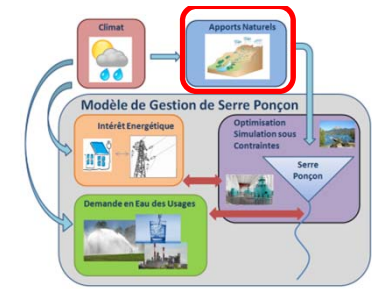 Climat
Apports Naturels
Modèle de Gestion de Serre Ponçon
Intérêt Energétique
Optimisation
Simulation sous
Contraintes
Serre
Ponçon
Demande en Eau des Usages